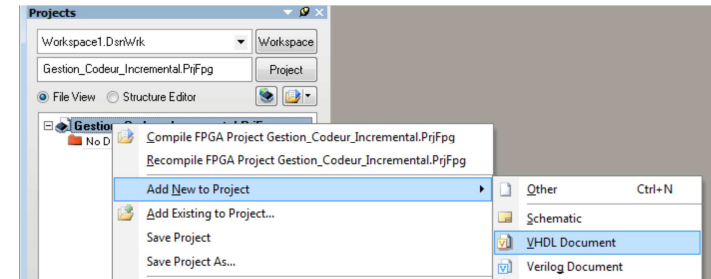 Projects
Workspace1.DsnWrk Workspace
Gestion_Codeur_Incremental.PrjFpg Project
File View Structure Editor
No D
Compile FPGA Project Gestion_Codeur_Incremental.PrjFpg
Recompile FPGA Project Gestion_Codeur_Incremental.PrjFpg
Add New to Project
Add Existing to Project...
Save Project
Save Project As...
Other Ctrl+N
Schematic
VHDL Document
Verilog Document